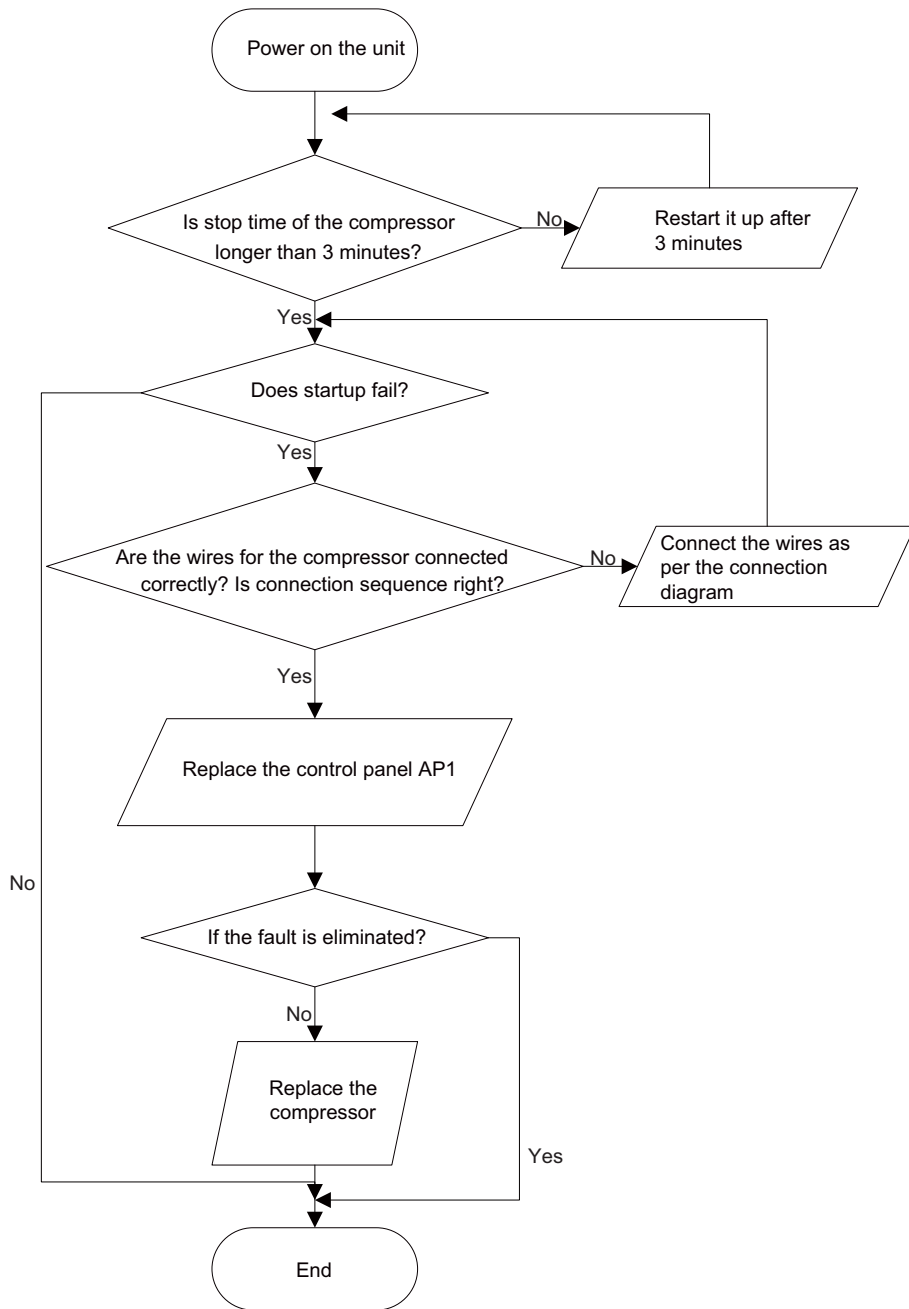 Power on the unit
Is stop time of the compressor
longer than 3 minutes?
No
Restart it up after
3 minutes
Yes
Does startup fail?
Yes
Are the wires for the compressor connected
correctly? Is connection sequence right?
No
Connect the wires as
per the connection
diagram
Yes
Replace the control panel AP1
No
If the fault is eliminated?
No
Replace the
compressor
Yes
End